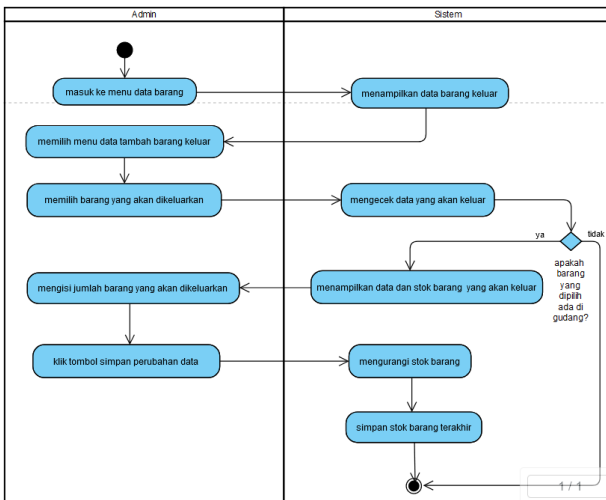 Admin
Sistem
masuk ke menu data barang
menampilkan data barang keluar
memilih menu data tambah barang keluar
memilih barang yang akan dikeluarkan
mengecek data yang akan keluar
ya
tidak
apakah
barang
yang
dipilih
ada di
gudang?
mengisi jumlah barang yang akan dikeluarkan
menampilkan data dan stok barang yang akan keluar
klik tombol simpan perubahan data
mengurangi stok barang
simpan stok barang terakhir
1 / 1